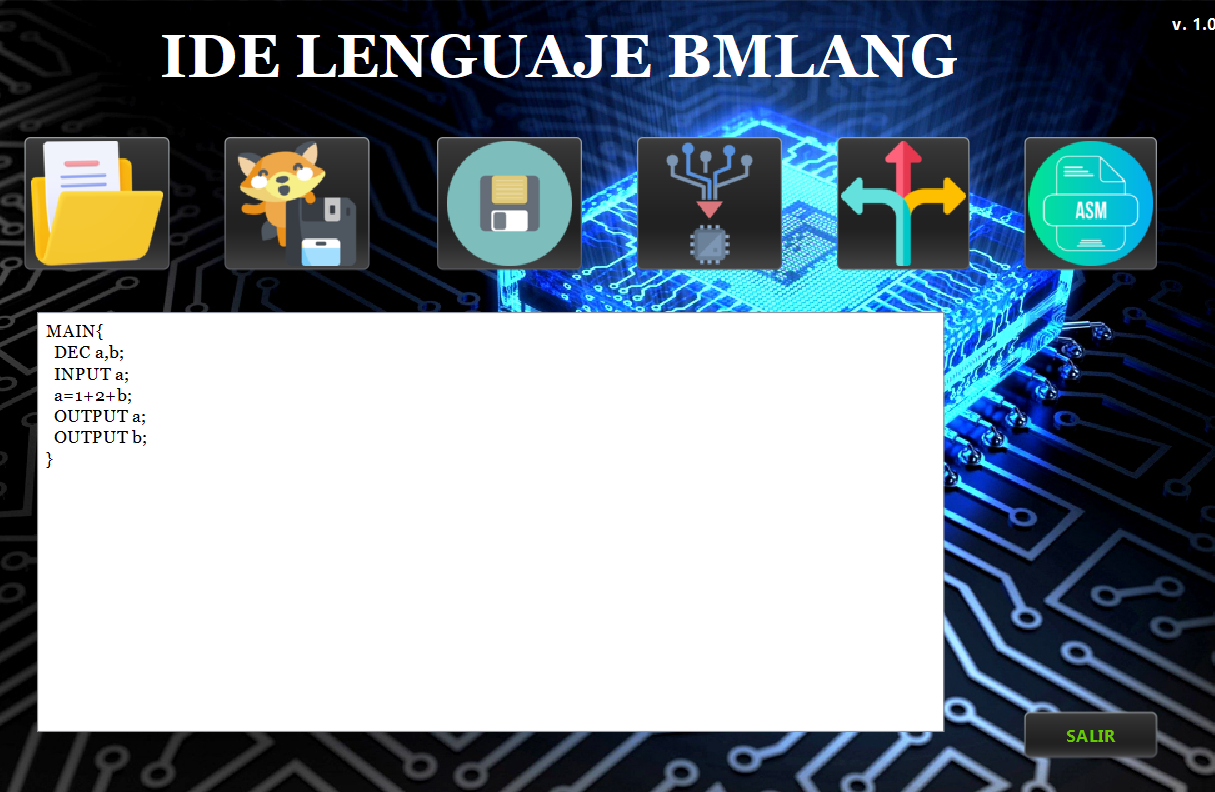 v. 1.0
IDE LENGUAJE BMLANG
ASM
MAIN{
DEC a,b;
INPUT a;
a=1+2+b;
OUTPUT a;
OUTPUT b;
}
SALIR